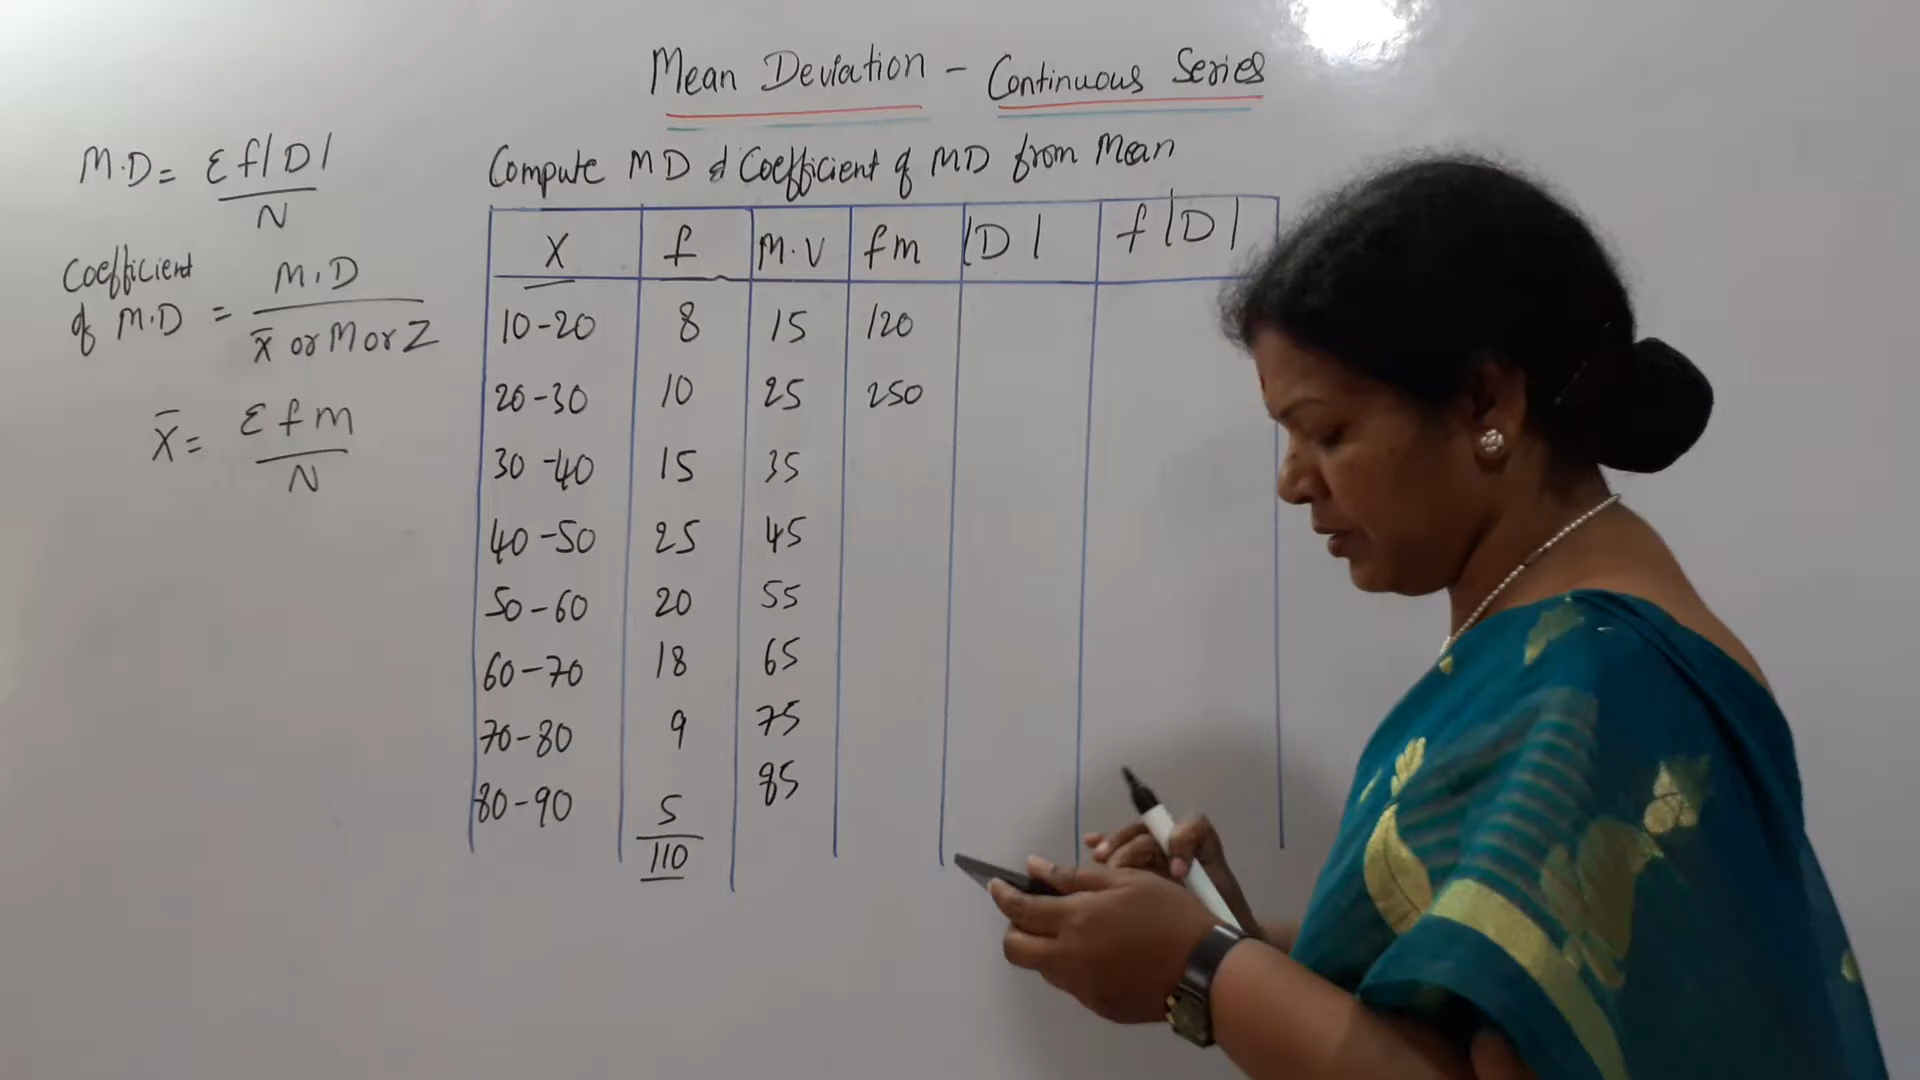 Mean Deviation - Continuous Series
M.D = Σf|D| / N
Coefficient of M.D = M.D / x̄ or M or Z
X̄ = Σfm / N
Compute MD & Coefficient of MD from Mean
X f M.V fm |D| f|D|
10-20 8 15 120
20-30 10 25 250
30-40 15 35
40-50 25 45
50-60 20 55
60-70 18 65
70-80 9 75
80-90 5 85
110